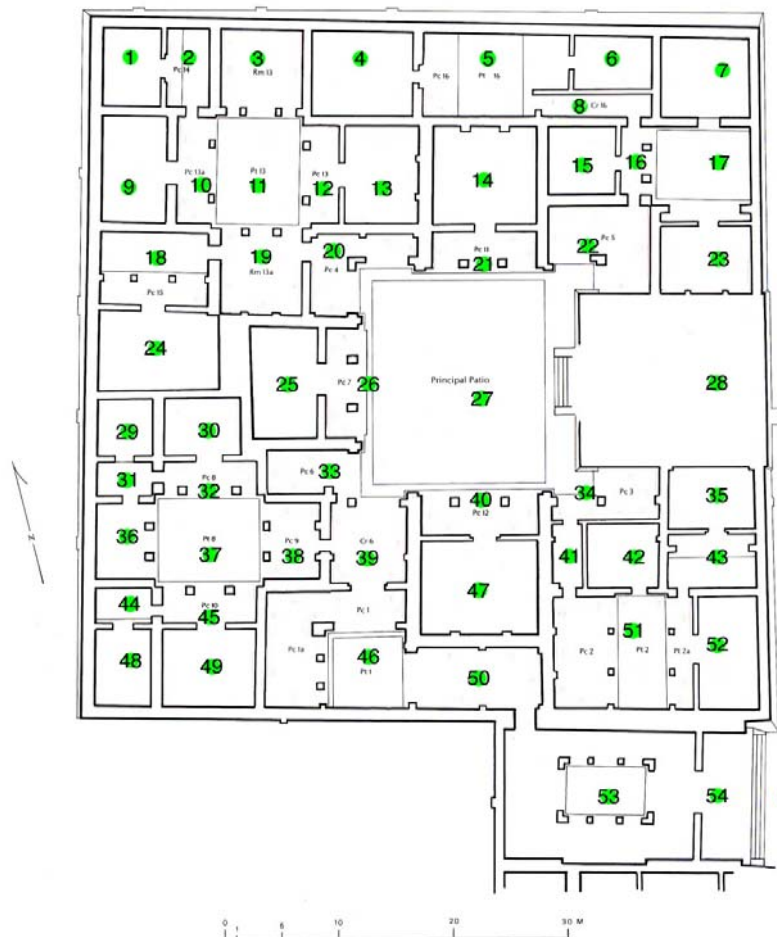 1
2
Pc 14
3
Rm 13
4
5
Pc 16
Pt 16
6
7
8
Cr 16
9
10
Pc 13a
11
Pt 13
12
Pc 13
13
14
15
16
17
18
Pc 15
19
Rm 13a
20
Pc 4
21
Pc 11
22
Pc 5
23
24
25
26
Pc 7
27
Principal Patio
28
29
30
31
32
Pc 8
33
Pc 6
34
Pc 3
35
36
37
Pt 8
38
Pc 9
39
Cr 6
40
Pc 12
41
42
43
44
45
Pc 10
46
Pt 1
Pc 1
Pc 1a
47
48
49
50
51
Pc 2
Pt 2
Pt 2a
52
53
54
N
0 1 5 10 20 30 M